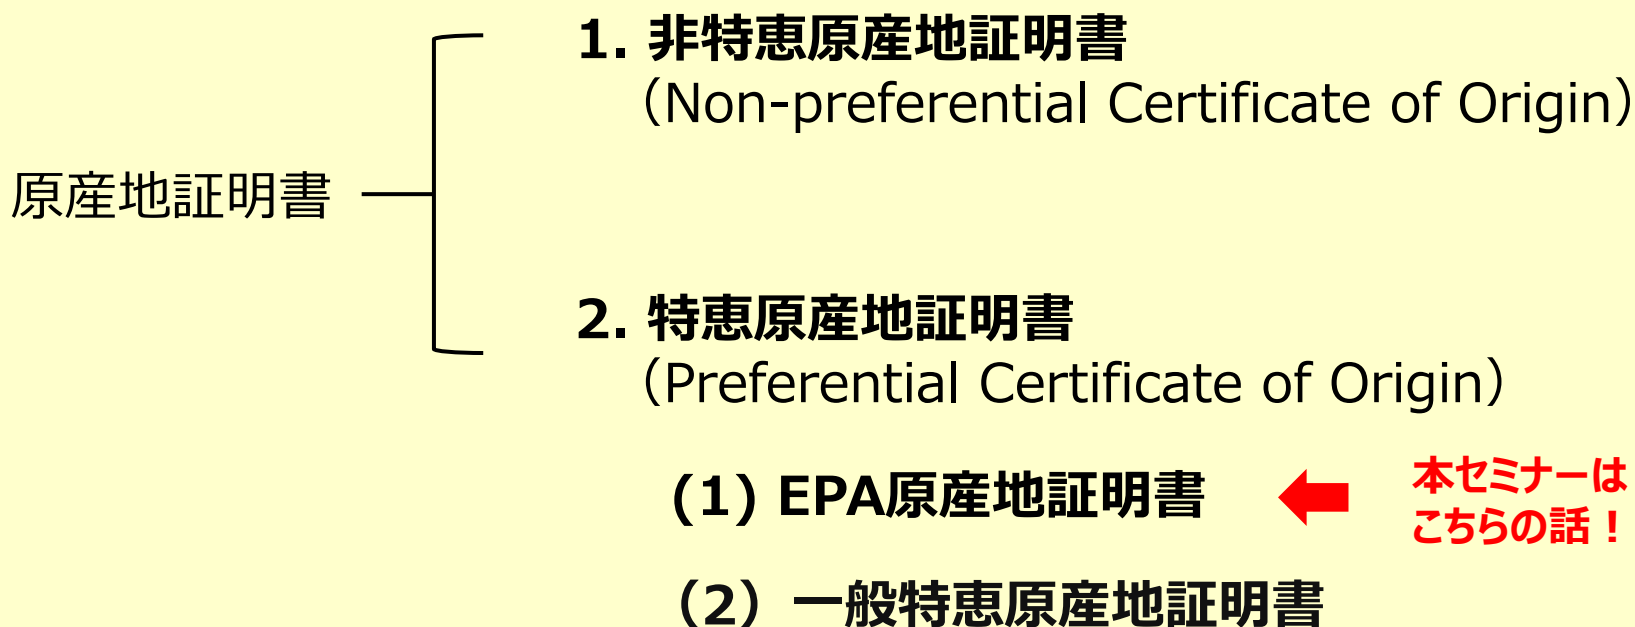 原産地証明書
1. 非特恵原産地証明書
（Non-preferential Certificate of Origin）
2. 特恵原産地証明書
（Preferential Certificate of Origin）
(1) EPA原産地証明書
本セミナーは
こちらの話！
（2）一般特恵原産地証明書